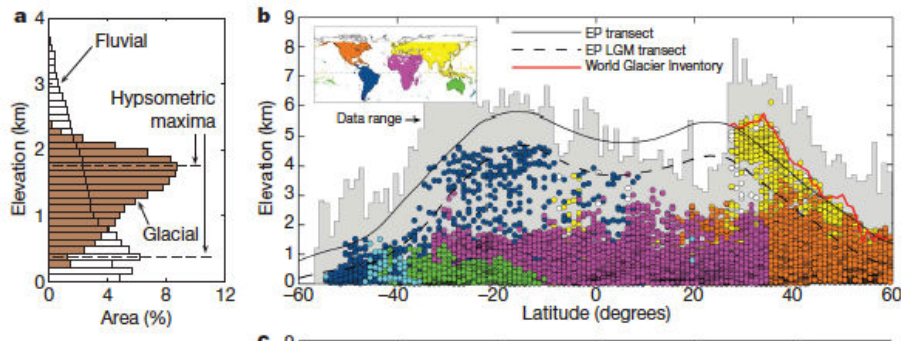 a
4
3
2
1
0
Elevation (km)
Fluvial
Hypsometric
maxima
Glacial
0 4 8 12
Area (%)
b
9
8
7
6
5
4
3
2
1
0
Elevation (km)
EP transect
EP LGM transect
World Glacier Inventory
Data range
−60 −40 −20 0 20 40 60
Latitude (degrees)
c